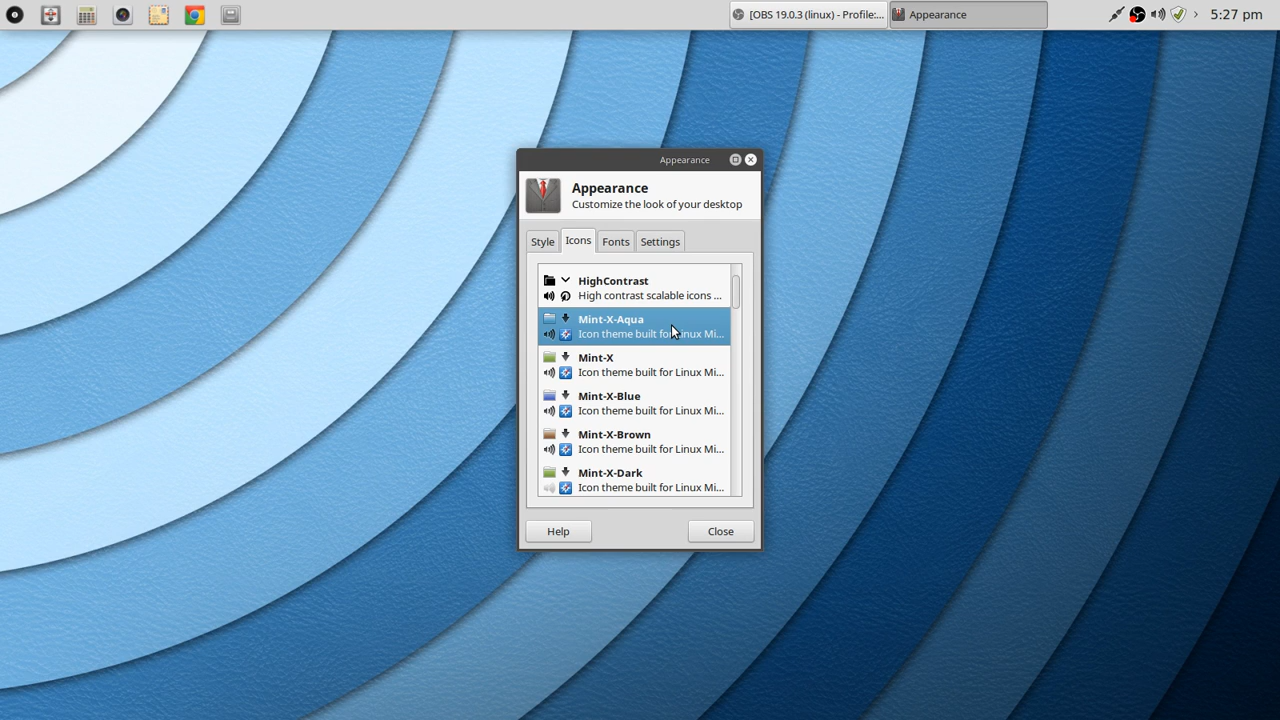 [OBS 19.0.3 (linux) - Profile:...
Appearance
5:27 pm
Appearance
Appearance
Customize the look of your desktop
Style
Icons
Fonts
Settings
HighContrast
High contrast scalable icons ...
Mint-X-Aqua
Icon theme built for Linux Mi...
Mint-X
Icon theme built for Linux Mi...
Mint-X-Blue
Icon theme built for Linux Mi...
Mint-X-Brown
Icon theme built for Linux Mi...
Mint-X-Dark
Icon theme built for Linux Mi...
Help
Close